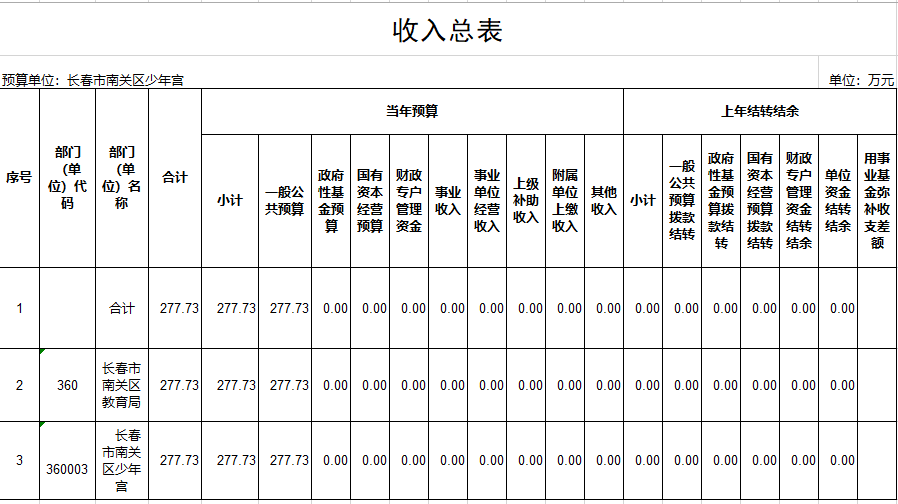 收入总表
预算单位：长春市南关区少年宫 单位：万元
序号 部门（单位）代码 部门（单位）名称 合计 当年预算 上年结转结余
小计 一般公共预算 政府性基金预算 国有资本经营预算 财政专户管理资金 事业收入 事业单位经营收入 上级补助收入 附属单位上缴收入 其他收入 小计 一般公共预算拨款结转 政府性基金预算拨款结转 国有资本经营预算拨款结转 财政专户管理资金结转结余 单位资金结转结余 用事业基金弥补收支差额
1 合计 277.73 277.73 277.73 0.00 0.00 0.00 0.00 0.00 0.00 0.00 0.00 0.00 0.00 0.00 0.00 0.00 0.00
2 360 长春市南关区教育局 277.73 277.73 277.73 0.00 0.00 0.00 0.00 0.00 0.00 0.00 0.00 0.00 0.00 0.00 0.00 0.00 0.00
3 360003 长春市南关区少年宫 277.73 277.73 277.73 0.00 0.00 0.00 0.00 0.00 0.00 0.00 0.00 0.00 0.00 0.00 0.00 0.00 0.00